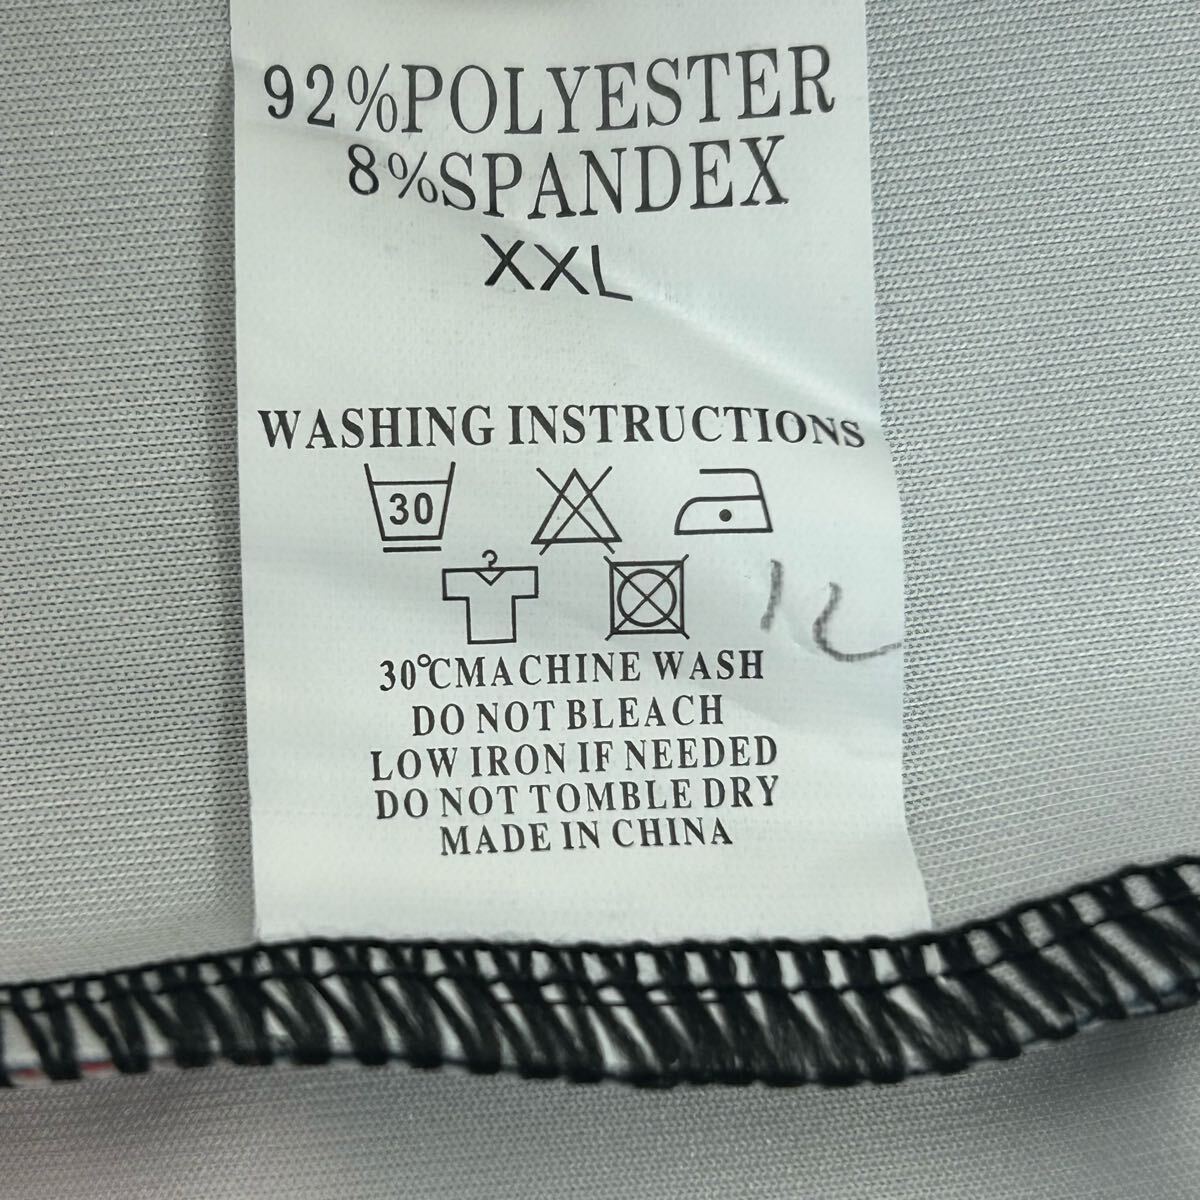 92%POLYESTER
8%SPANDEX
XXL
WASHING INSTRUCTIONS
30
30℃MACHINE WASH
DO NOT BLEACH
LOW IRON IF NEEDED
DO NOT TOMBLE DRY
MADE IN CHINA